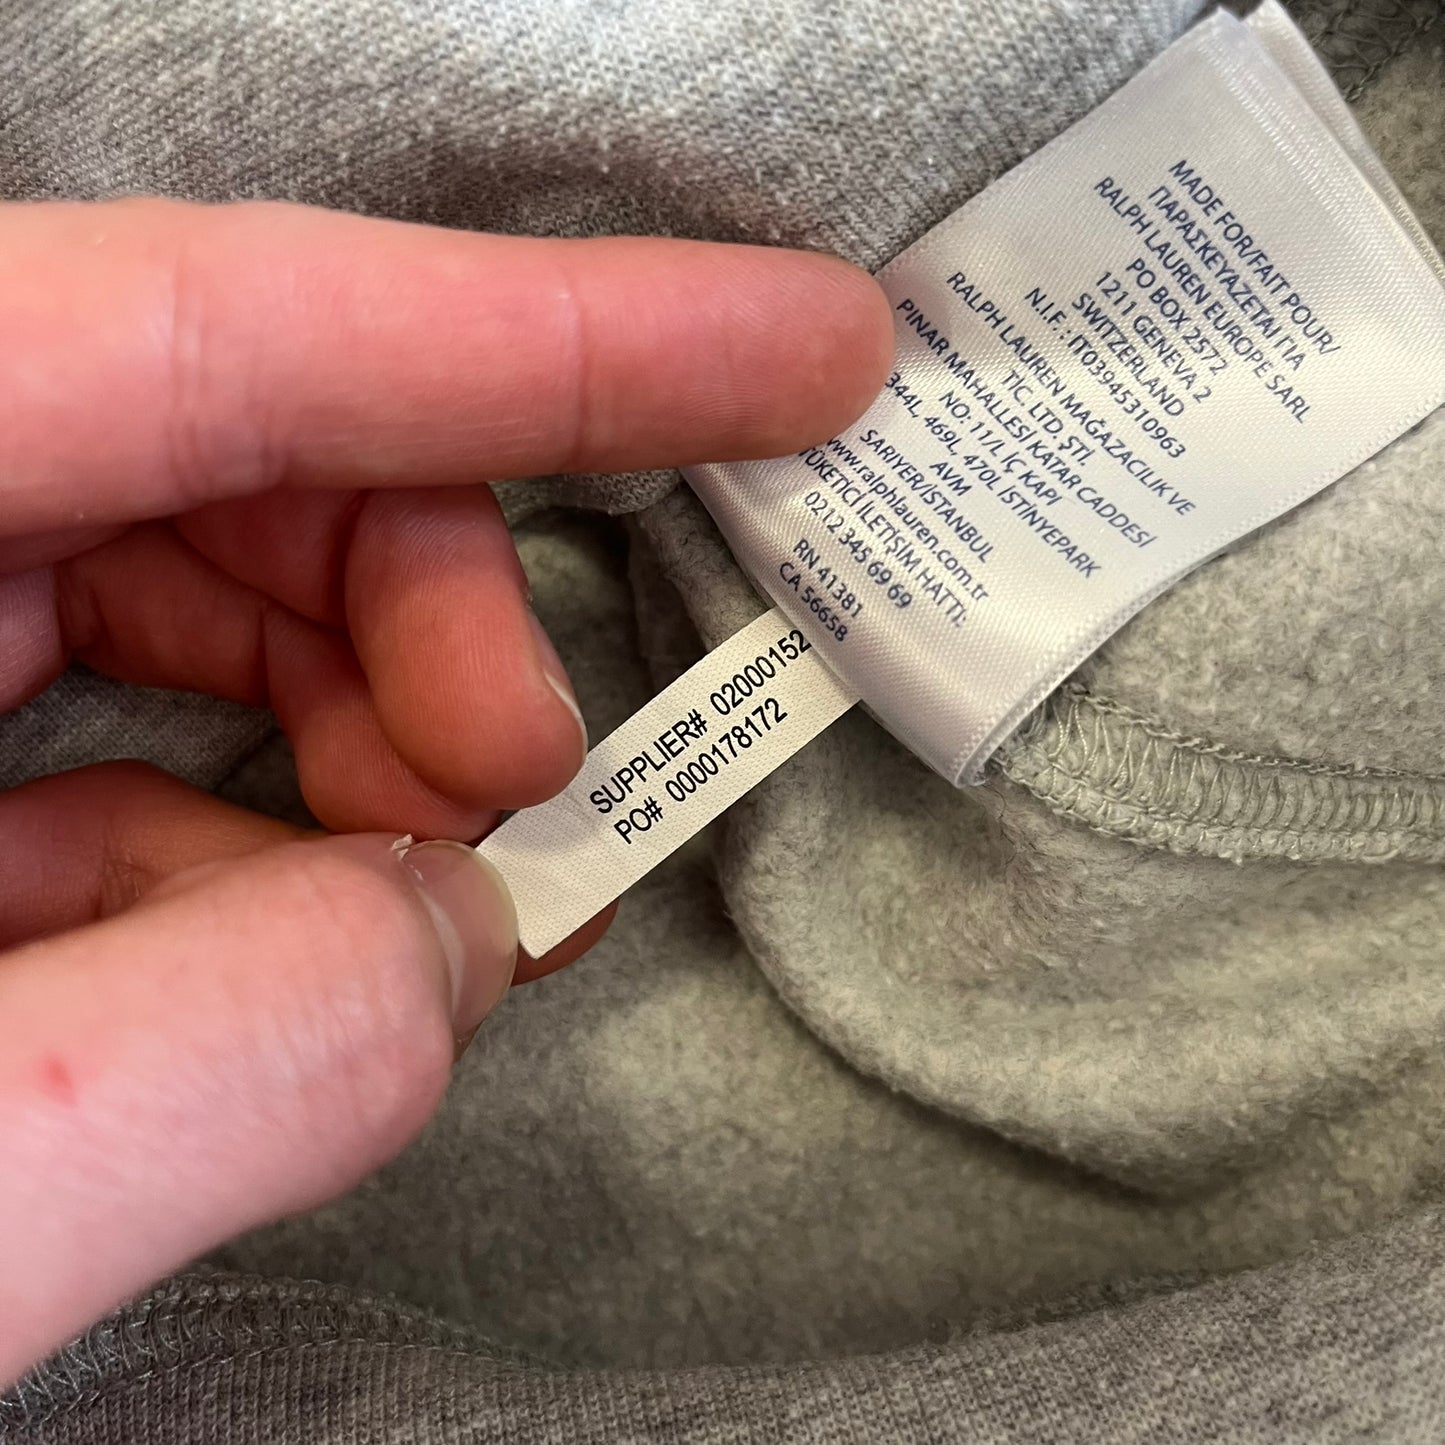 MADE FOR/FAIT POUR/
ΠΑΡΑΣΚΕΥΑΖΕΤΑΙ ΓΙΑ
RALPH LAUREN EUROPE SARL
PO BOX 2572
1211 GENEVA 2
SWITZERLAND
N.I.F. : IT03945310963
RALPH LAUREN MAĞAZACILIK VE
TİC. LTD. ŞTİ.
PINAR MAHALLESİ KATAR CADDESİ
NO: 11/L İÇ KAPI
344L, 469L, 470L İSTİNYEPARK
AVM
SARIYER/İSTANBUL
www.ralphlauren.com.tr
TÜKETİCİ İLETİŞİM HATTI:
0212 345 69 69
RN 41381
CA 56658
SUPPLIER# 02000152
PO# 0000178172